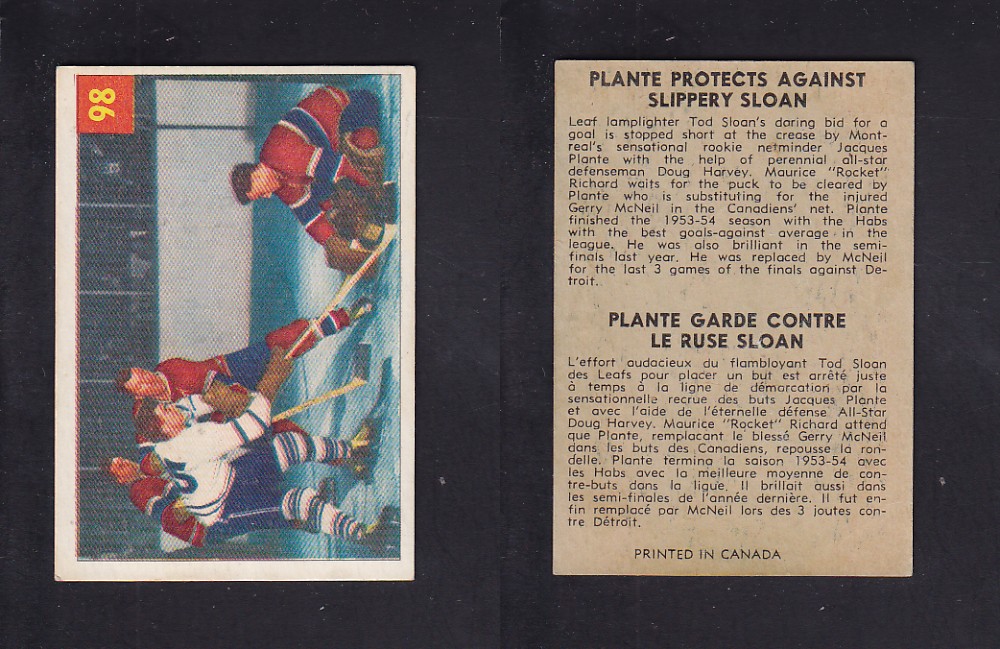 98
PLANTE PROTECTS AGAINST
SLIPPERY SLOAN
Leaf lamplighter Tod Sloan's daring bid for a
goal is stopped short at the crease by Mont-
real's sensational rookie netminder Jacques
Plante with the help of perennial all-star
defenseman Doug Harvey. Maurice "Rocket"
Richard waits for the puck to be cleared by
Plante who is substituting for the injured
Gerry McNeil in the Canadiens' net. Plante
finished the 1953-54 season with the Habs
with the best goals-against average in the
league. He was also brilliant in the semi-
finals last year. He was replaced by McNeil
for the last 3 games of the finals against De-
troit.
PLANTE GARDE CONTRE
LE RUSE SLOAN
L'effort audacieux du flambloyant Tod Sloan
des Leafs pour placer un but est arrêté juste
à temps à la ligne de démarcation par la
sensationnelle recrue des buts Jacques Plante
et avec l'aide de l'éternelle défense All-Star
Doug Harvey. Maurice "Rocket" Richard attend
que Plante, remplacant le blessé Gerry McNeil
dans les buts des Canadiens, repousse la ron-
delle. Plante termina la saison 1953-54 avec
les Habs avec la meilleure moyenne de con-
tre-buts dans la ligue. Il brillait aussi dans
les semi-finales de l'année dernière. Il fut en-
fin remplacé par McNeil lors des 3 joutes con-
tre Détroit.
PRINTED IN CANADA